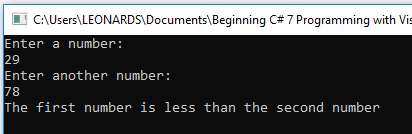 C:\Users\LEONARDS\Documents\Beginning C# 7 Programming with Vis
Enter a number:
29
Enter another number:
78
The first number is less than the second number